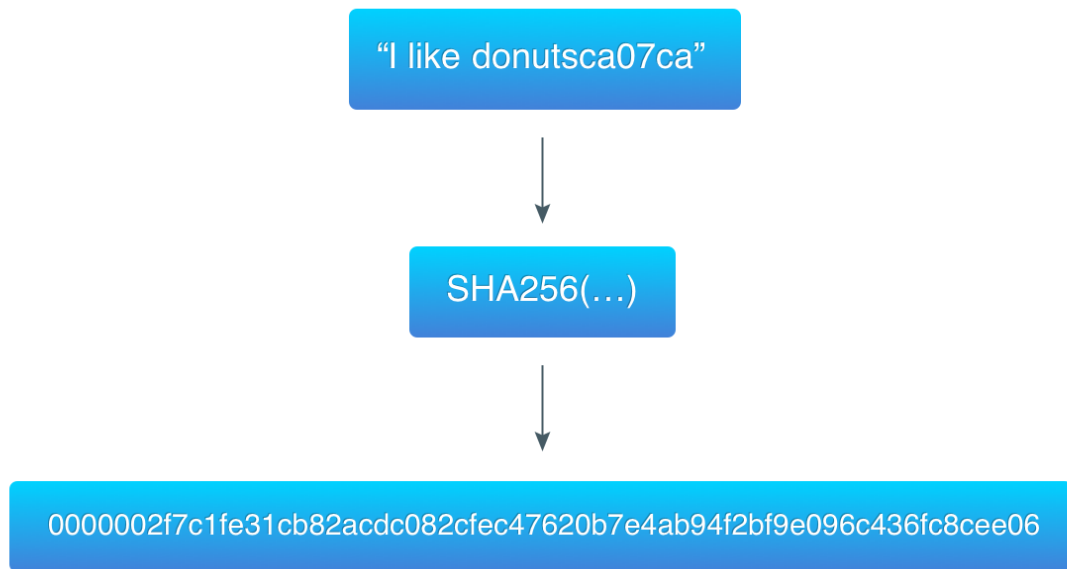 “I like donutsca07ca”
SHA256(…)
0000002f7c1fe31cb82acdc082cfec47620b7e4ab94f2bf9e096c436fc8cee06